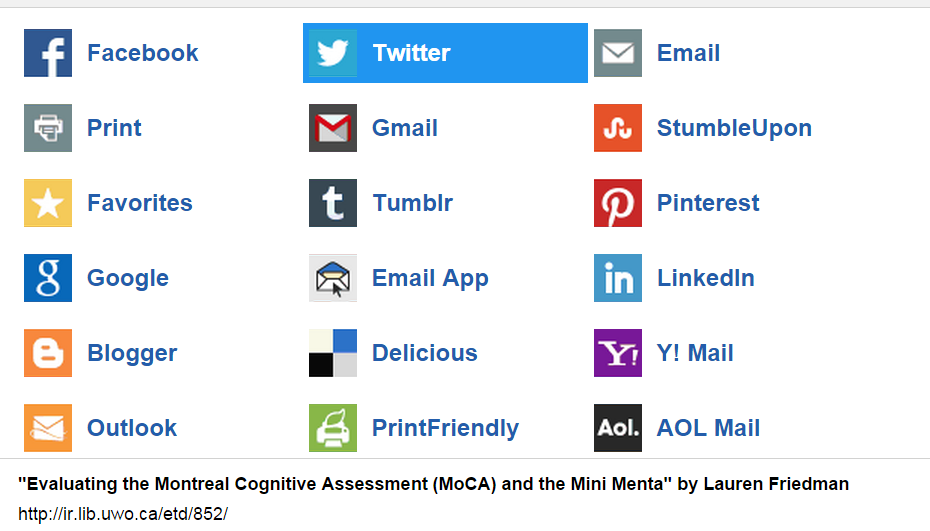 Facebook Twitter Email
Print Gmail StumbleUpon
Favorites t Tumblr Pinterest
g Google Email App in LinkedIn
Blogger Delicious Y! Y! Mail
Outlook PrintFriendly Aol. AOL Mail
"Evaluating the Montreal Cognitive Assessment (MoCA) and the Mini Menta" by Lauren Friedman
http://ir.lib.uwo.ca/etd/852/